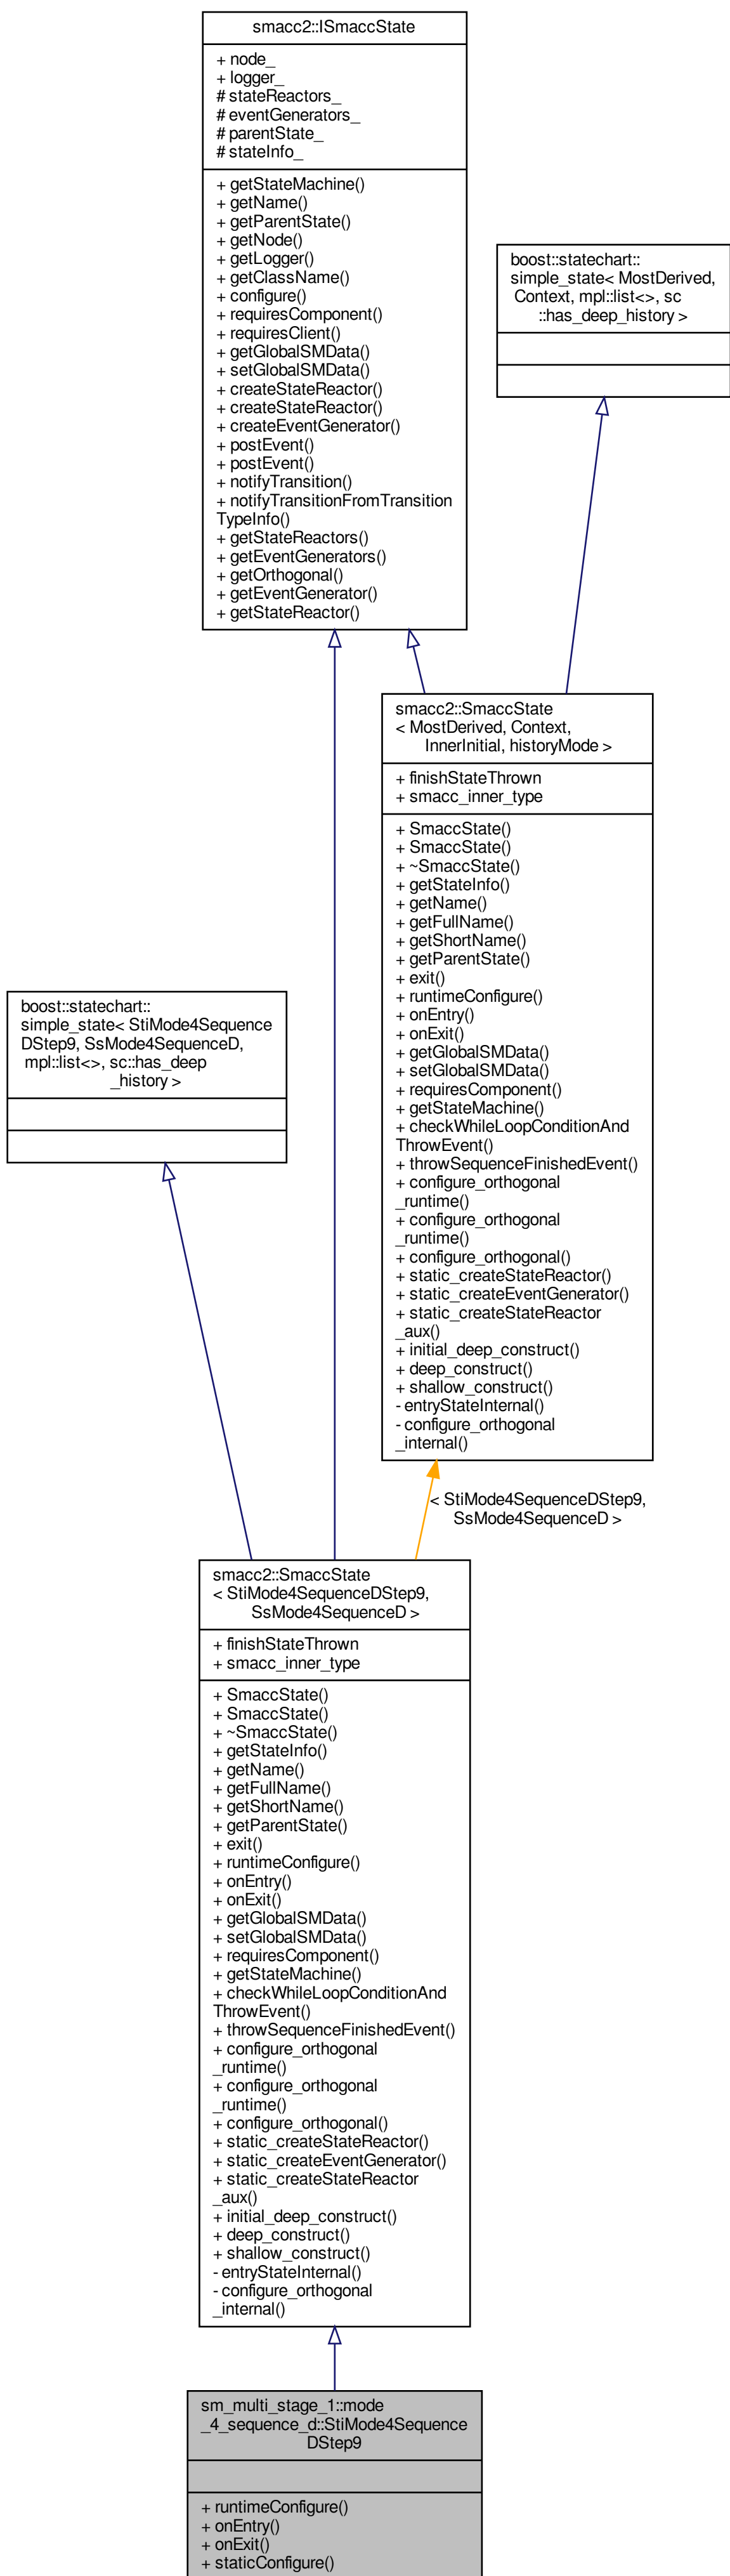 smacc2::ISmaccState
+ node_
+ logger_
# stateReactors_
# eventGenerators_
# parentState_
# stateInfo_
+ getStateMachine()
+ getName()
+ getParentState()
+ getNode()
+ getLogger()
+ getClassName()
+ configure()
+ requiresComponent()
+ requiresClient()
+ getGlobalSMData()
+ setGlobalSMData()
+ createStateReactor()
+ createStateReactor()
+ createEventGenerator()
+ postEvent()
+ postEvent()
+ notifyTransition()
+ notifyTransitionFromTransition
TypeInfo()
+ getStateReactors()
+ getEventGenerators()
+ getOrthogonal()
+ getEventGenerator()
+ getStateReactor()
boost::statechart::
simple_state< MostDerived,
Context, mpl::list<>, sc
::has_deep_history >
smacc2::SmaccState
< MostDerived, Context,
InnerInitial, historyMode >
+ finishStateThrown
+ smacc_inner_type
+ SmaccState()
+ SmaccState()
+ ~SmaccState()
+ getStateInfo()
+ getName()
+ getFullName()
+ getShortName()
+ getParentState()
+ exit()
+ runtimeConfigure()
+ onEntry()
+ onExit()
+ getGlobalSMData()
+ setGlobalSMData()
+ requiresComponent()
+ getStateMachine()
+ checkWhileLoopConditionAnd
ThrowEvent()
+ throwSequenceFinishedEvent()
+ configure_orthogonal
_runtime()
+ configure_orthogonal
_runtime()
+ configure_orthogonal()
+ static_createStateReactor()
+ static_createEventGenerator()
+ static_createStateReactor
_aux()
+ initial_deep_construct()
+ deep_construct()
+ shallow_construct()
- entryStateInternal()
- configure_orthogonal
_internal()
boost::statechart::
simple_state< StiMode4Sequence
DStep9, SsMode4SequenceD,
mpl::list<>, sc::has_deep
_history >
< StiMode4SequenceDStep9,
SsMode4SequenceD >
smacc2::SmaccState
< StiMode4SequenceDStep9,
SsMode4SequenceD >
+ finishStateThrown
+ smacc_inner_type
+ SmaccState()
+ SmaccState()
+ ~SmaccState()
+ getStateInfo()
+ getName()
+ getFullName()
+ getShortName()
+ getParentState()
+ exit()
+ runtimeConfigure()
+ onEntry()
+ onExit()
+ getGlobalSMData()
+ setGlobalSMData()
+ requiresComponent()
+ getStateMachine()
+ checkWhileLoopConditionAnd
ThrowEvent()
+ throwSequenceFinishedEvent()
+ configure_orthogonal
_runtime()
+ configure_orthogonal
_runtime()
+ configure_orthogonal()
+ static_createStateReactor()
+ static_createEventGenerator()
+ static_createStateReactor
_aux()
+ initial_deep_construct()
+ deep_construct()
+ shallow_construct()
- entryStateInternal()
- configure_orthogonal
_internal()
sm_multi_stage_1::mode
_4_sequence_d::StiMode4Sequence
DStep9
+ runtimeConfigure()
+ onEntry()
+ onExit()
+ staticConfigure()